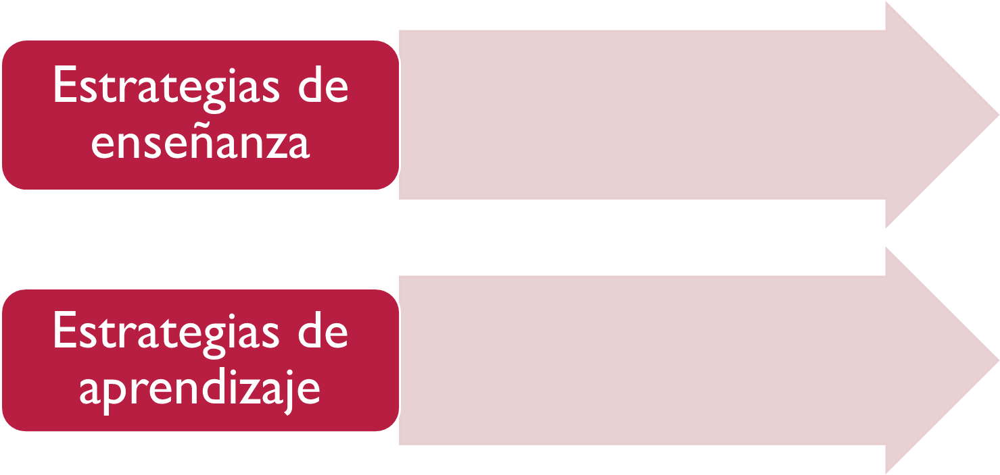 Estrategias de
enseñanza
Estrategias de
aprendizaje